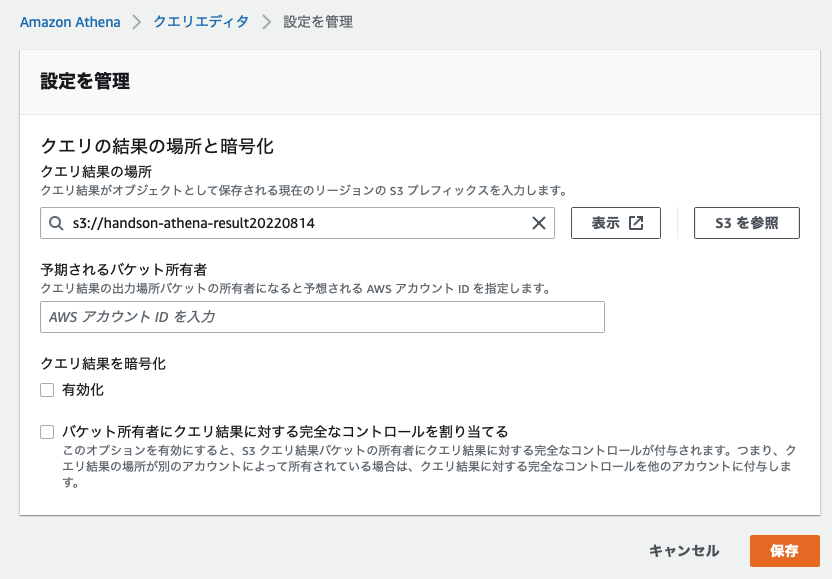 Amazon Athena > クエリエディタ > 設定を管理
設定を管理
クエリの結果の場所と暗号化
クエリ結果の場所
クエリ結果がオブジェクトとして保存される現在のリージョンの S3 プレフィックスを入力します。
s3://handson-athena-result20220814
表示
S3 を参照
予期されるバケット所有者
クエリ結果の出力場所バケットの所有者になると予想される AWS アカウント ID を指定します。
AWS アカウント ID を入力
クエリ結果を暗号化
有効化
バケット所有者にクエリ結果に対する完全なコントロールを割り当てる
このオプションを有効にすると、S3 クエリ結果バケットの所有者にクエリ結果に対する完全なコントロールが付与されます。つまり、ク
エリ結果の場所が別のアカウントによって所有されている場合は、クエリ結果に対する完全なコントロールを他のアカウントに付与しま
す。
キャンセル
保存